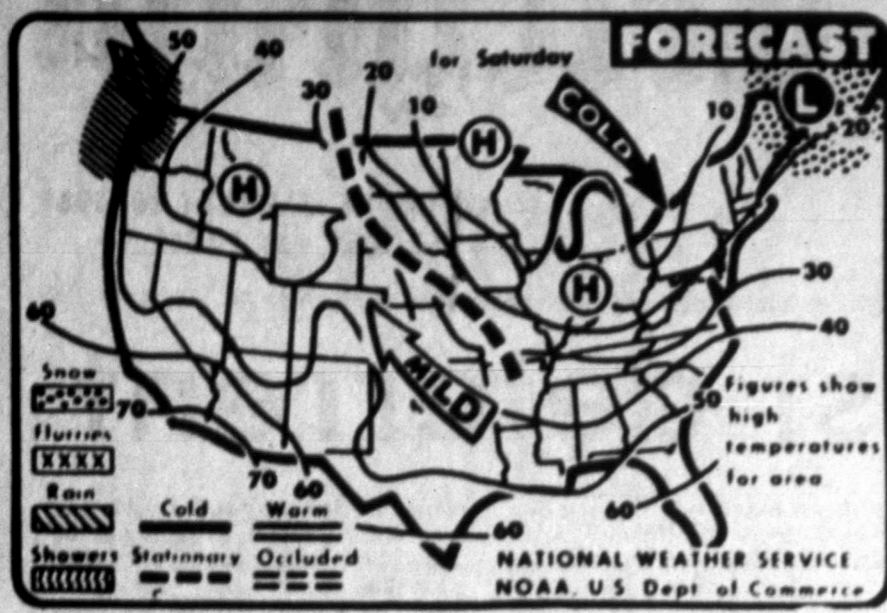 FORECAST
for Saturday
50
40
30
20
10
COLD
10
L
20
H
H
H
30
40
60
MILD
50
Figures show
high
temperatures
for area
Snow
70
Flurries
XXXX
Rain
70
60
60
60
Cold
Warm
Showers
Stationary
Occluded
NATIONAL WEATHER SERVICE,
NOAA, U S Dept of Commerce